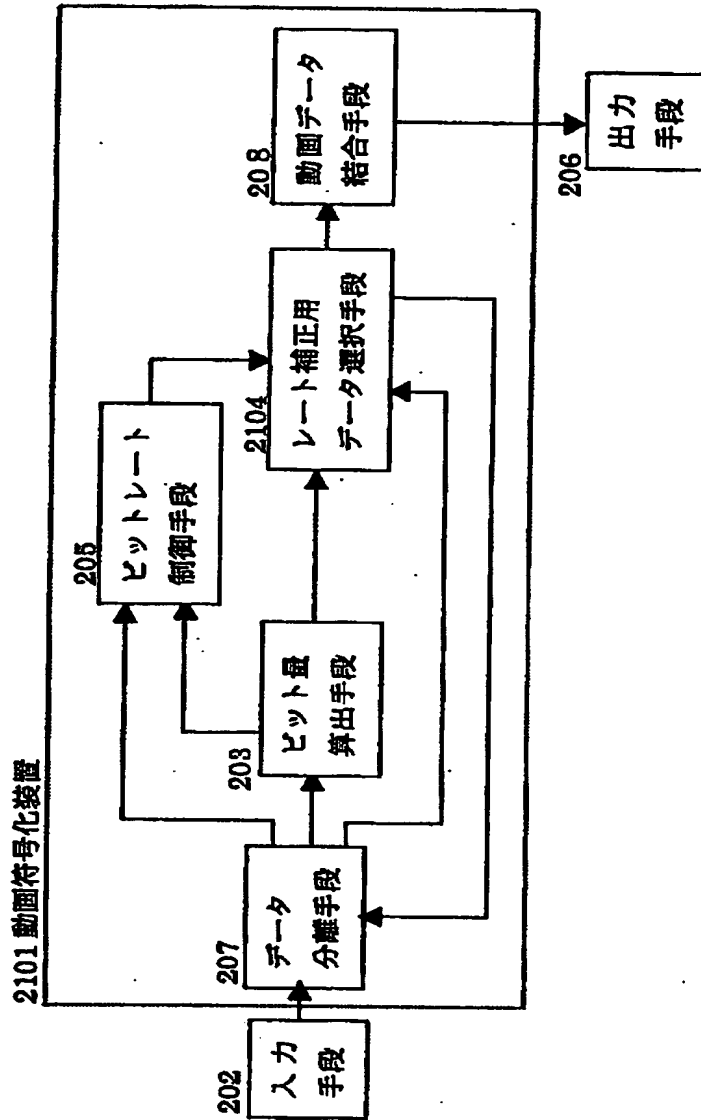 2101 動画符号化装置
202
入力
手段
207
データ
分離手段
203
ビット量
算出手段
205
ビットレート
制御手段
2104
レート補正用
データ選択手段
208
動画データ
結合手段
206
出力
手段